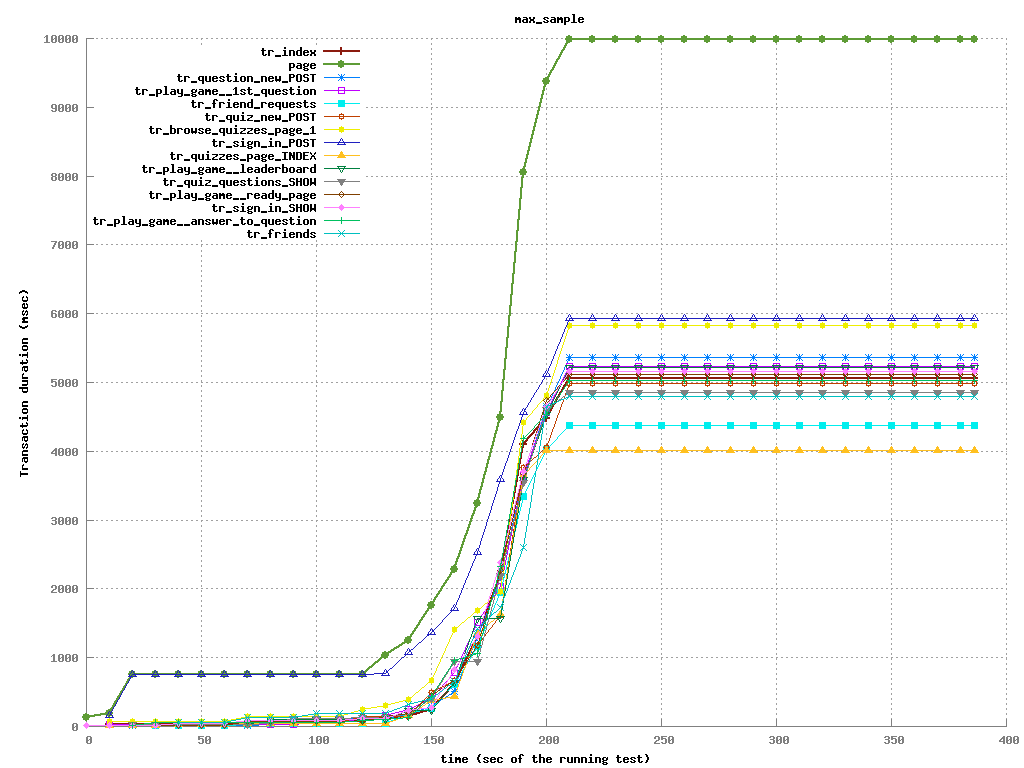 max_sample
10000
9000
8000
7000
6000
5000
4000
3000
2000
1000
0
Transaction duration (msec)
tr_index
page
tr_question_new_POST
tr_play_game__1st_question
tr_friend_requests
tr_quiz_new_POST
tr_browse_quizzes_page_1
tr_sign_in_POST
tr_quizzes_page_INDEX
tr_play_game__leaderboard
tr_quiz_questions_SHOW
tr_play_game__ready_page
tr_sign_in_SHOW
tr_play_game__answer_to_question
tr_friends
0 50 100 150 200 250 300 350 400
time (sec of the running test)